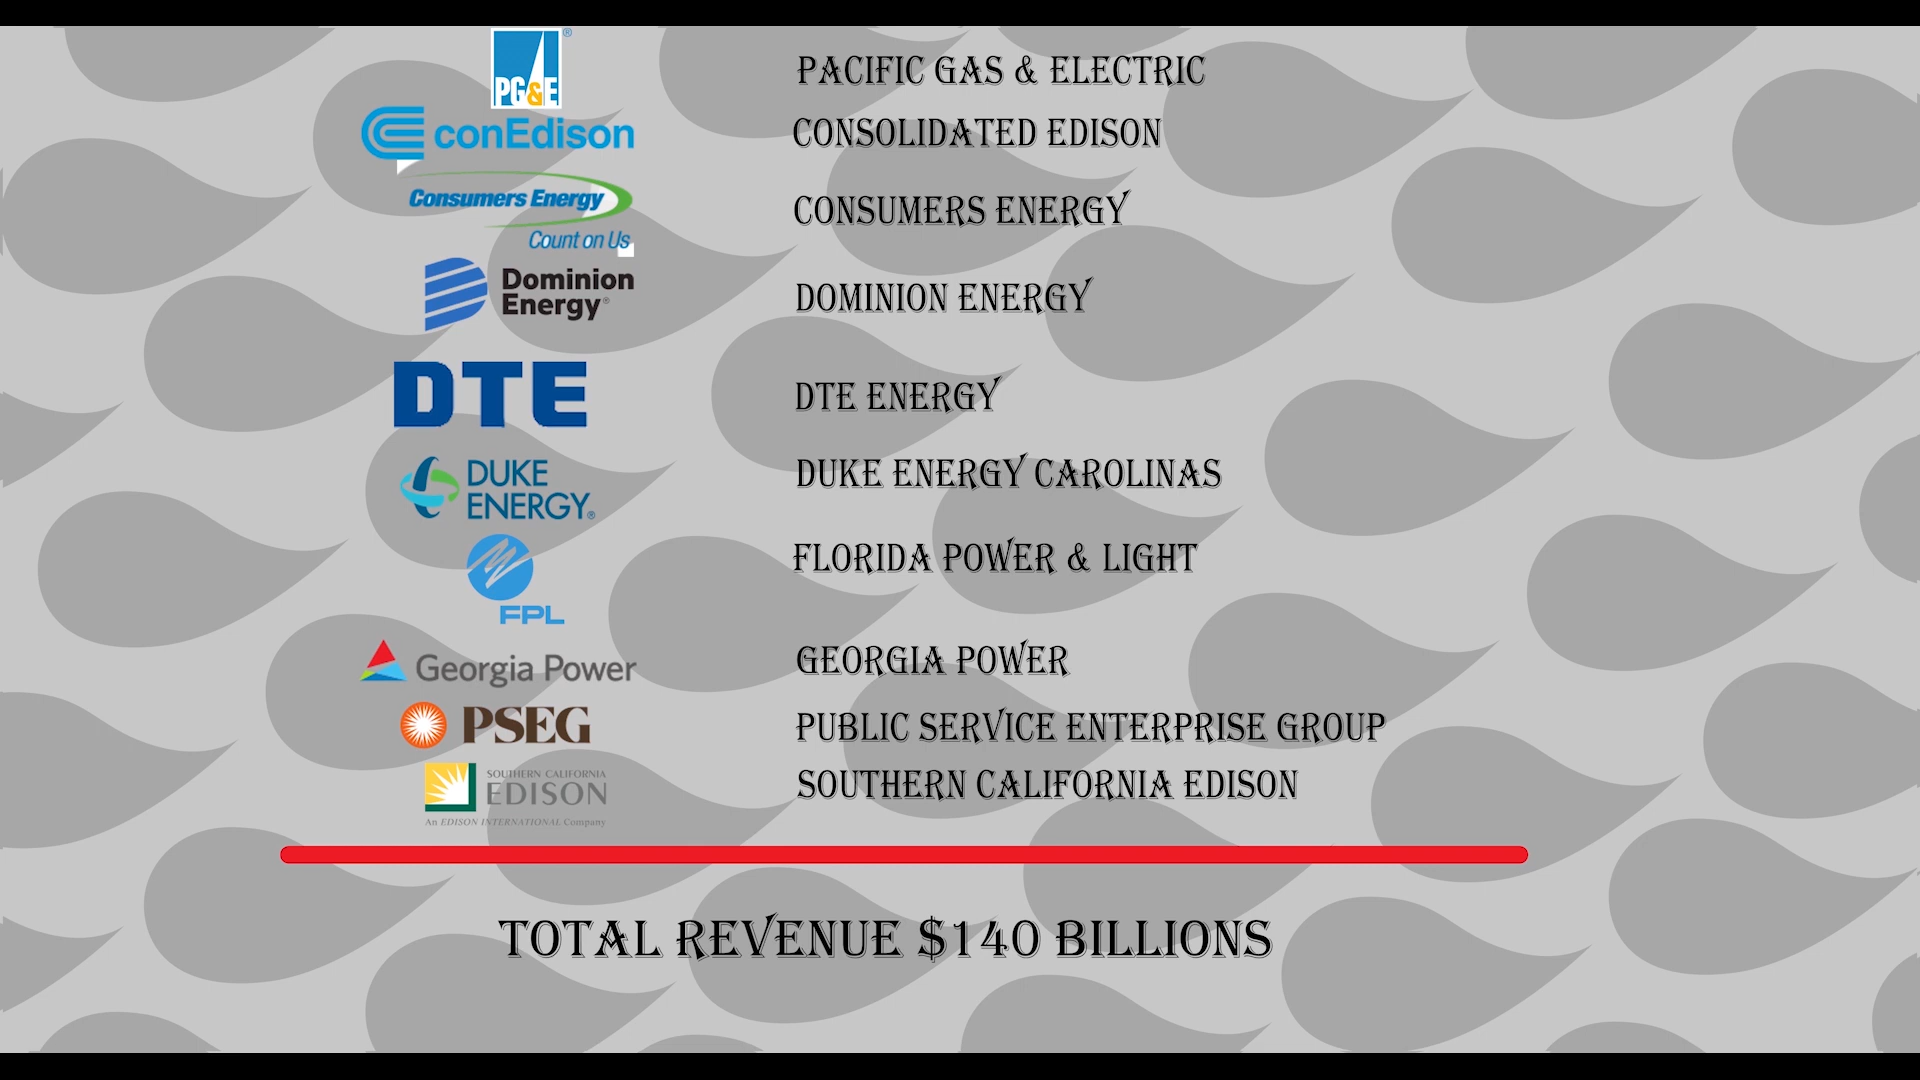 PG&E®
PACIFIC GAS & ELECTRIC
conEdison
CONSOLIDATED EDISON
Consumers Energy
Count on Us
CONSUMERS ENERGY
Dominion
Energy®
DOMINION ENERGY
DTE
DTE ENERGY
DUKE
ENERGY®
DUKE ENERGY CAROLINAS
FPL
FLORIDA POWER & LIGHT
Georgia Power
GEORGIA POWER
PSEG
PUBLIC SERVICE ENTERPRISE GROUP
SOUTHERN CALIFORNIA
EDISON
An EDISON INTERNATIONAL Company
SOUTHERN CALIFORNIA EDISON
TOTAL REVENUE $140 BILLIONS